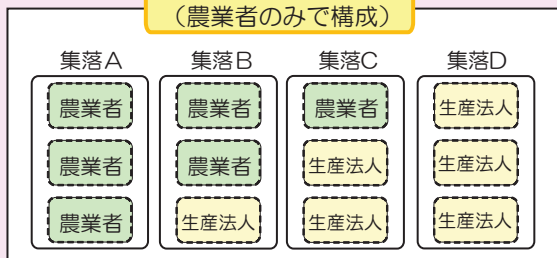 （農業者のみで構成）
集落A 集落B 集落C 集落D
農業者 農業者 農業者 生産法人
農業者 農業者 生産法人 生産法人
農業者 生産法人 生産法人 生産法人